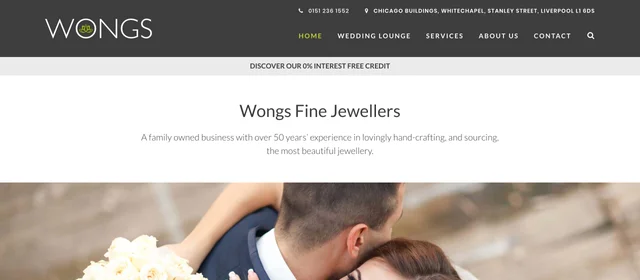 0151 236 1552 CHICAGO BUILDINGS, WHITECHAPEL, STANLEY STREET, LIVERPOOL L1 6DS
WONGS
HOME WEDDING LOUNGE SERVICES ABOUT US CONTACT
DISCOVER OUR 0% INTEREST FREE CREDIT
Wongs Fine Jewellers
A family owned business with over 50 years' experience in lovingly hand-crafting, and sourcing,
the most beautiful jewellery.